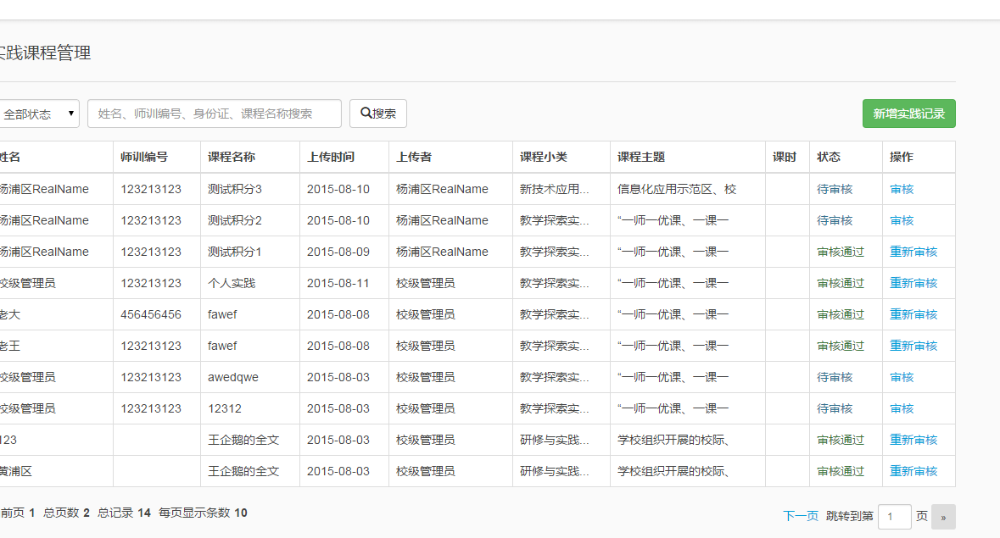 实践课程管理
全部状态 ▼ 姓名、师训编号、身份证、课程名称搜索 搜索 新增实践记录
姓名 师训编号 课程名称 上传时间 上传者 课程小类 课程主题 课时 状态 操作
杨浦区RealName 123213123 测试积分3 2015-08-10 杨浦区RealName 新技术应用... 信息化应用示范区、校 待审核 审核
杨浦区RealName 123213123 测试积分2 2015-08-10 杨浦区RealName 教学探索实... “一师一优课、一课一 待审核 审核
杨浦区RealName 123213123 测试积分1 2015-08-09 杨浦区RealName 教学探索实... “一师一优课、一课一 审核通过 重新审核
校级管理员 123213123 个人实践 2015-08-11 校级管理员 教学探索实... “一师一优课、一课一 审核通过 重新审核
老大 456456456 fawef 2015-08-08 校级管理员 教学探索实... “一师一优课、一课一 审核通过 重新审核
老王 123213123 fawef 2015-08-08 校级管理员 教学探索实... “一师一优课、一课一 审核通过 重新审核
校级管理员 123213123 awedqwe 2015-08-03 校级管理员 教学探索实... “一师一优课、一课一 待审核 审核
校级管理员 123213123 12312 2015-08-03 校级管理员 教学探索实... “一师一优课、一课一 待审核 审核
123 王企鹅的全文 2015-08-03 校级管理员 研修与实践... 学校组织开展的校际、 审核通过 重新审核
黄浦区 王企鹅的全文 2015-08-03 校级管理员 研修与实践... 学校组织开展的校际、 审核通过 重新审核
前页 1 总页数 2 总记录 14 每页显示条数 10 下一页 跳转到第 1 页 »